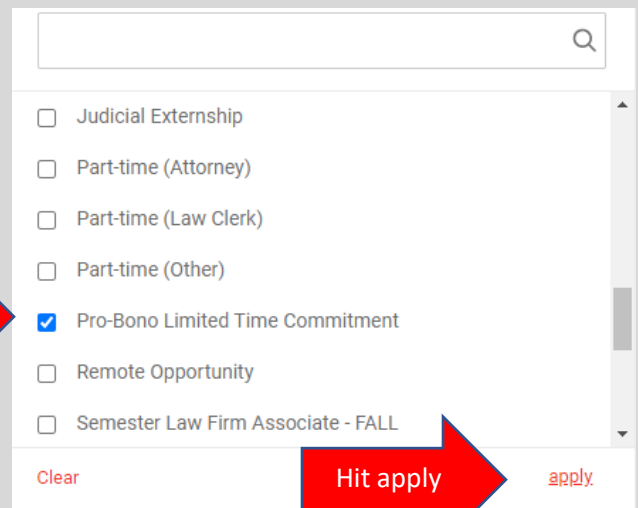 Judicial Externship
Part-time (Attorney)
Part-time (Law Clerk)
Part-time (Other)
Pro-Bono Limited Time Commitment
Remote Opportunity
Semester Law Firm Associate - FALL
Clear Hit apply apply